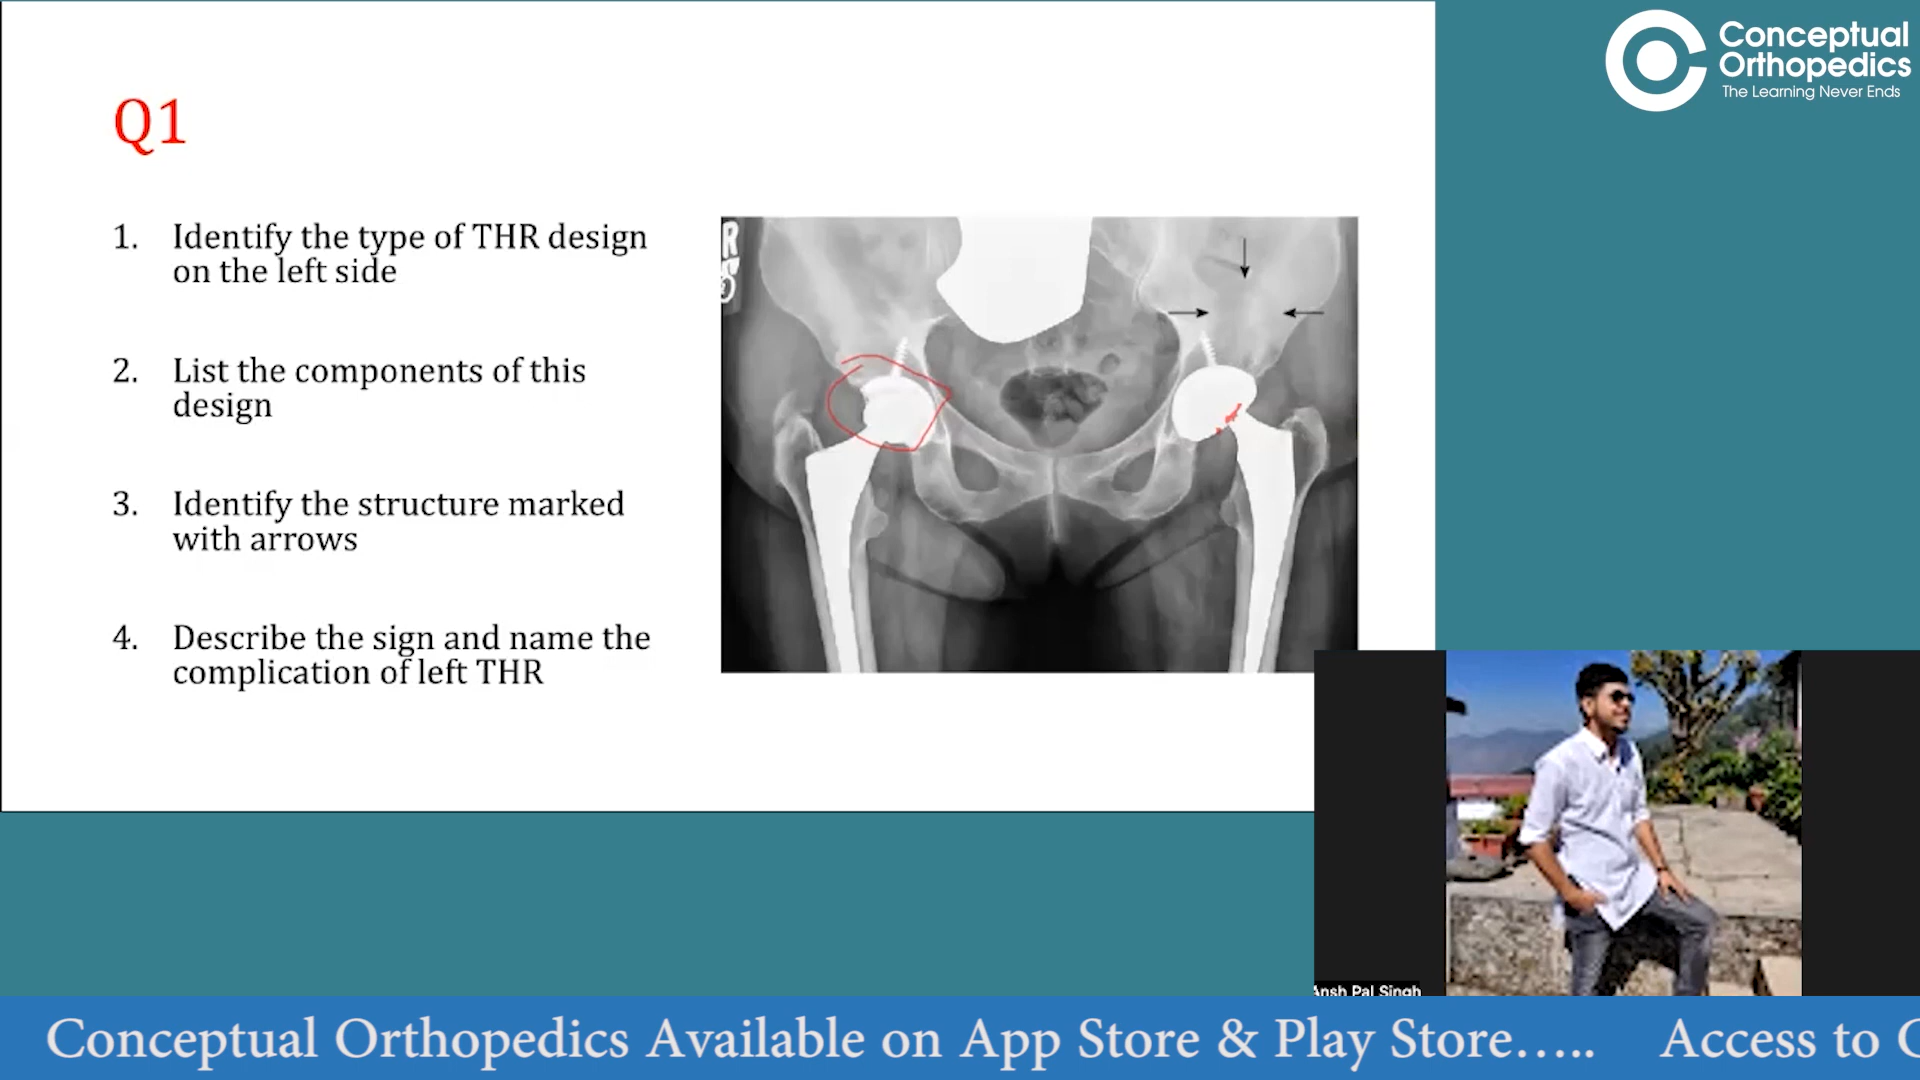 Conceptual
Orthopedics
The Learning Never Ends
Q1
1. Identify the type of THR design
on the left side
2. List the components of this
design
3. Identify the structure marked
with arrows
4. Describe the sign and name the
complication of left THR
R
Ansh Pal Singh
Conceptual Orthopedics Available on App Store & Play Store..... Access to